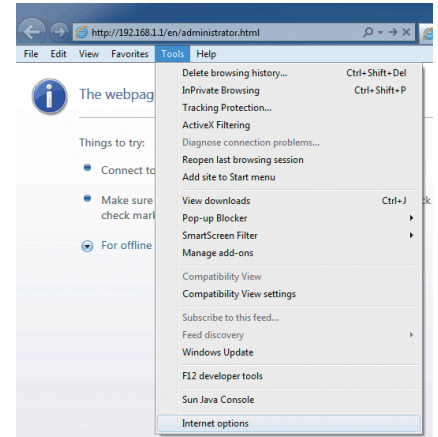 http://192.168.1.1/en/administrator.html
File Edit View Favorites Tools Help
Delete browsing history... Ctrl+Shift+Del
InPrivate Browsing Ctrl+Shift+P
Tracking Protection...
ActiveX Filtering
Diagnose connection problems...
Reopen last browsing session
Add site to Start menu
View downloads Ctrl+J
Pop-up Blocker
SmartScreen Filter
Manage add-ons
Compatibility View
Compatibility View settings
Subscribe to this feed...
Feed discovery
Windows Update
F12 developer tools
Sun Java Console
Internet options
The webpag
Things to try:
Connect to
Make sure
check mark
For offline